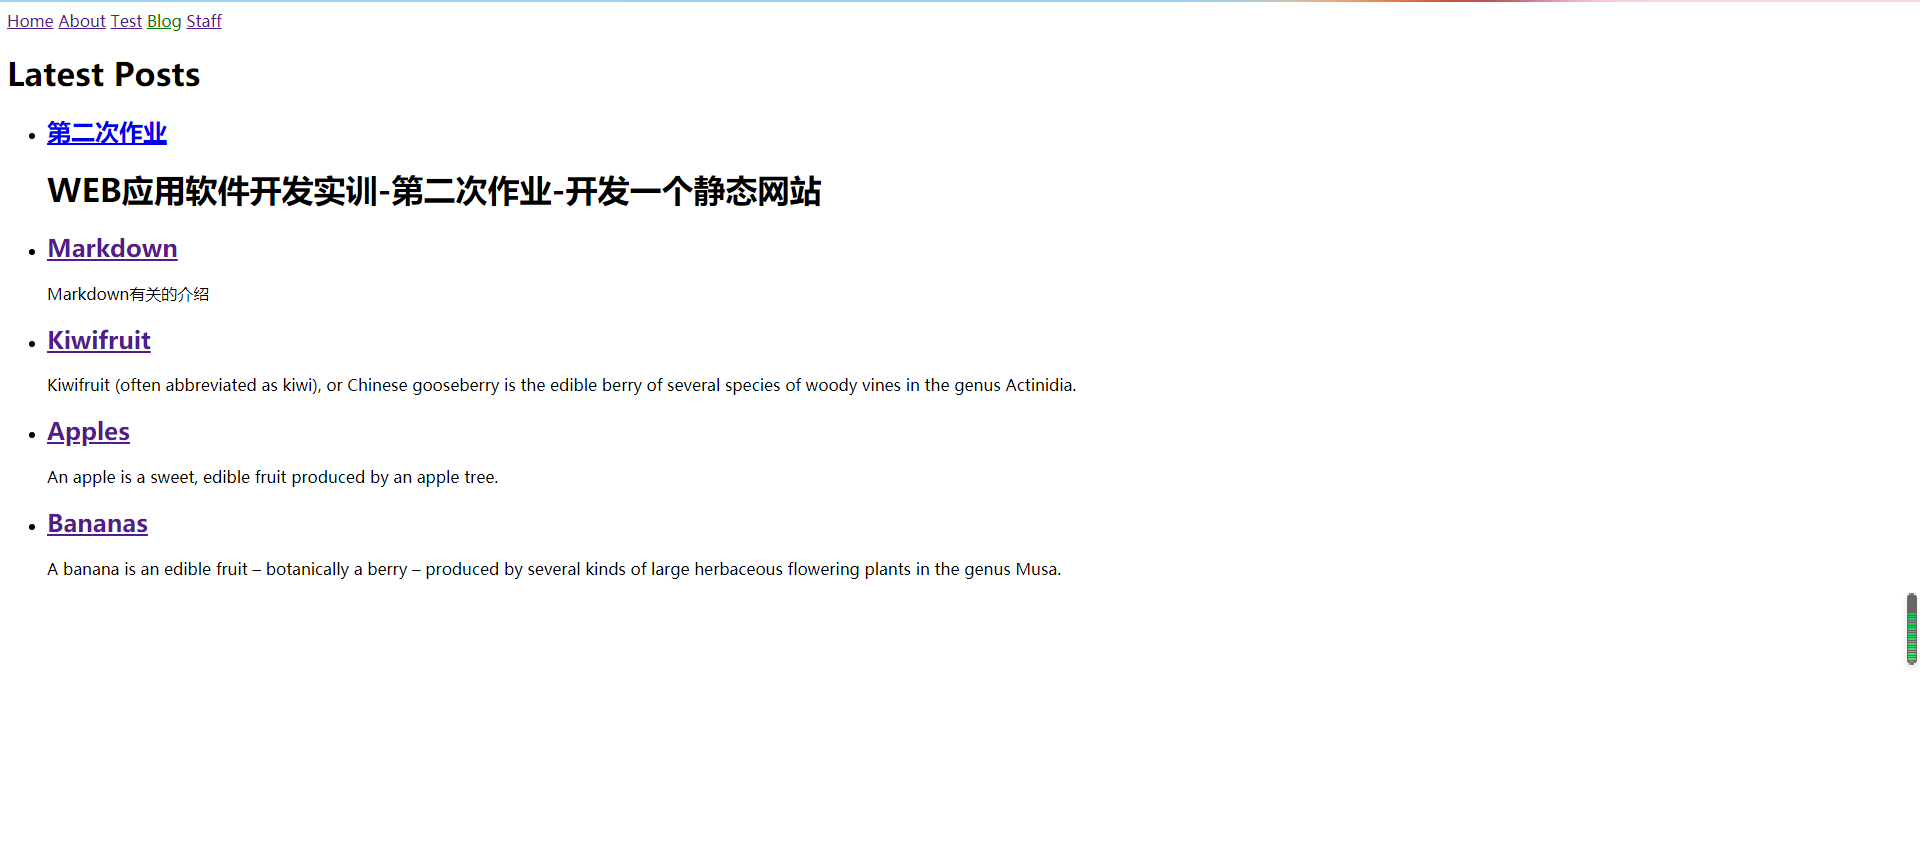 Home About Test Blog Staff
Latest Posts
第二次作业
WEB应用软件开发实训-第二次作业-开发一个静态网站
Markdown
Markdown有关的介绍
Kiwifruit
Kiwifruit (often abbreviated as kiwi), or Chinese gooseberry is the edible berry of several species of woody vines in the genus Actinidia.
Apples
An apple is a sweet, edible fruit produced by an apple tree.
Bananas
A banana is an edible fruit – botanically a berry – produced by several kinds of large herbaceous flowering plants in the genus Musa.